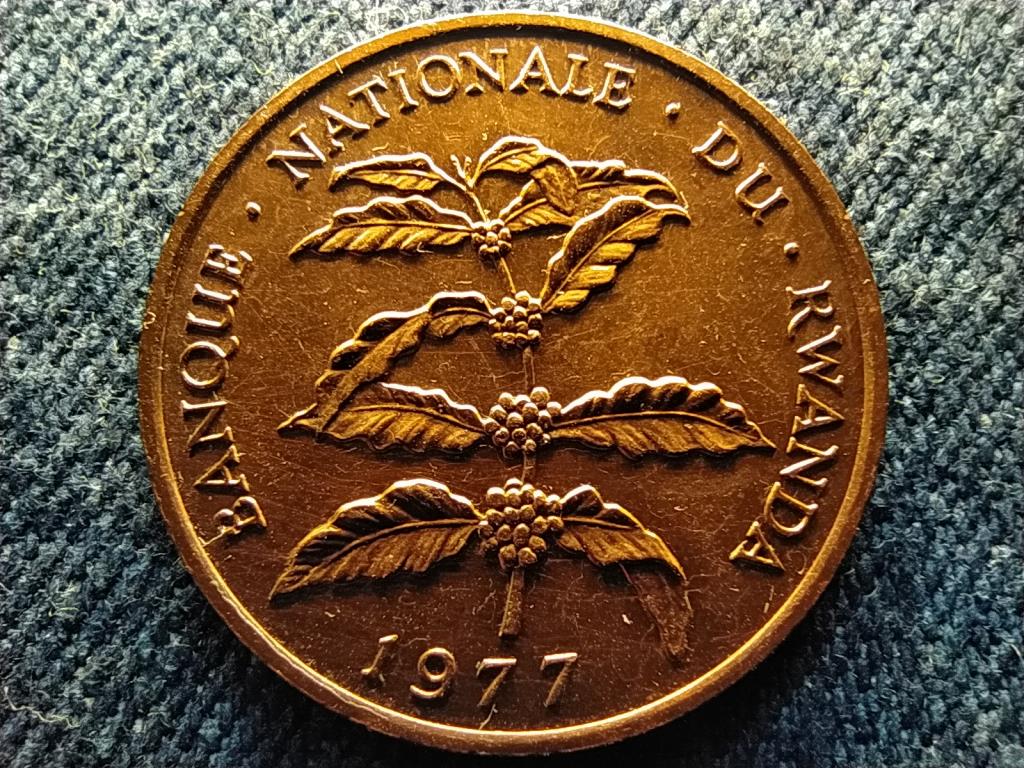 BANQUE · NATIONALE · DU · RWANDA
1977